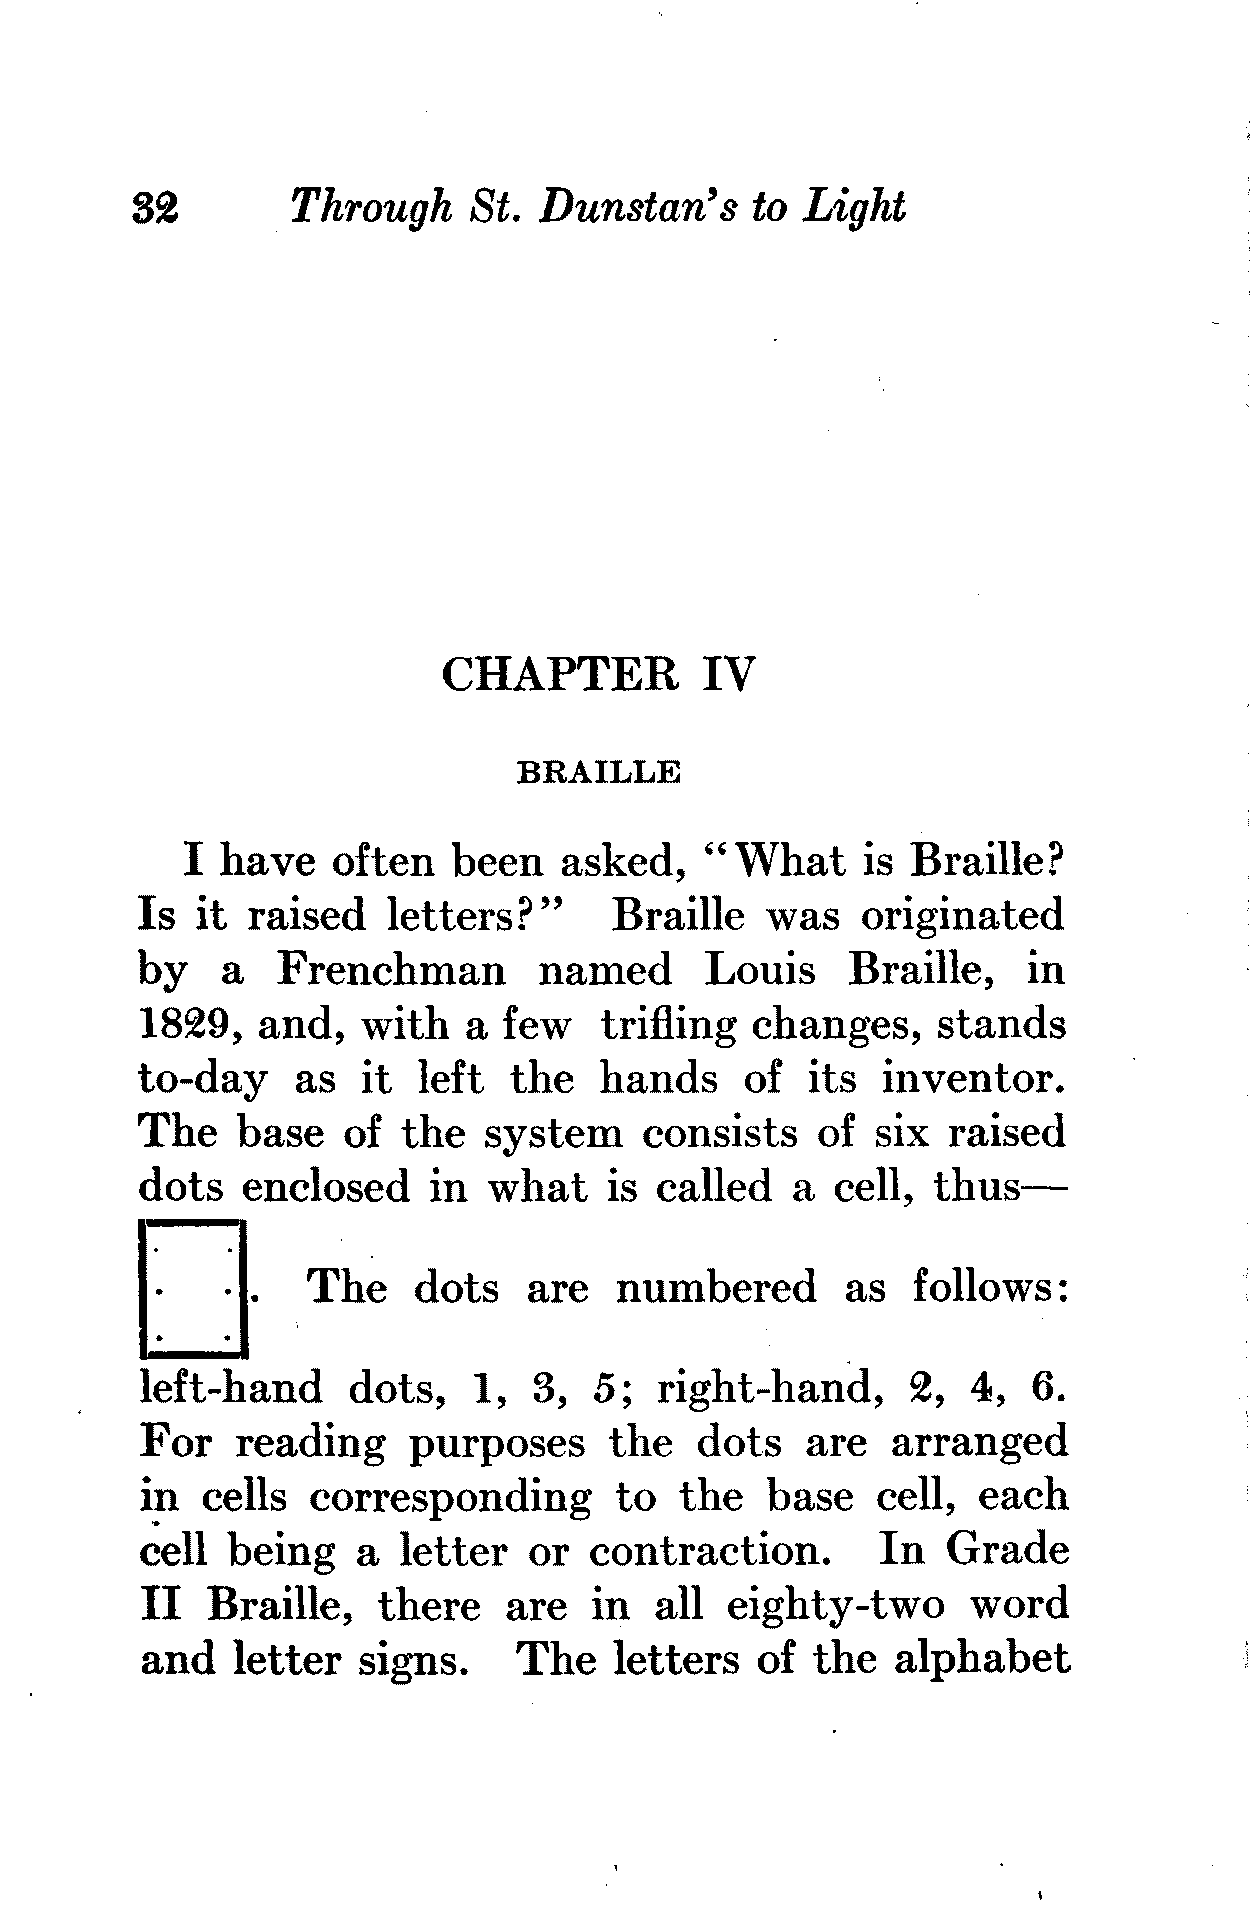 32 Through St. Dunstan's to Light
CHAPTER IV
BRAILLE
I have often been asked, "What is Braille?
Is it raised letters?" Braille was originated
by a Frenchman named Louis Braille, in
1829, and, with a few trifling changes, stands
to-day as it left the hands of its inventor.
The base of the system consists of six raised
dots enclosed in what is called a cell, thus—
. The dots are numbered as follows:
left-hand dots, 1, 3, 5; right-hand, 2, 4, 6.
For reading purposes the dots are arranged
in cells corresponding to the base cell, each
cell being a letter or contraction. In Grade
II Braille, there are in all eighty-two word
and letter signs. The letters of the alphabet